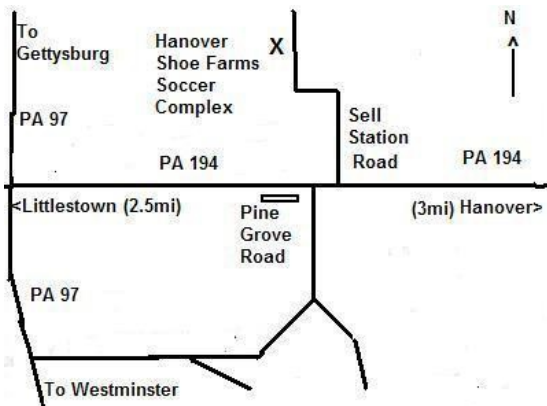 To
Gettysburg
Hanover
Shoe Farms
Soccer
Complex
X
N
PA 97
Sell
Station
Road
PA 194
PA 194
<Littlestown (2.5mi)
Pine
Grove
Road
(3mi) Hanover>
PA 97
To Westminster